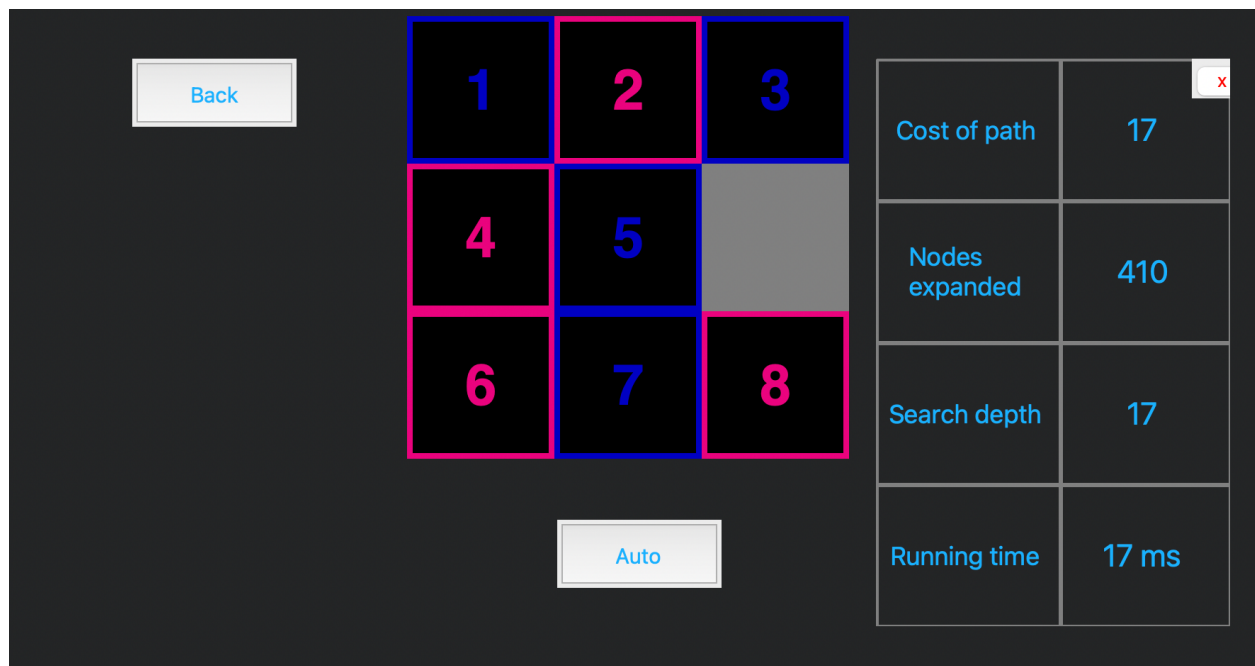 Back
1 2 3
4 5
6 7 8
Auto
x
Cost of path 17
Nodes
expanded 410
Search depth 17
Running time 17 ms